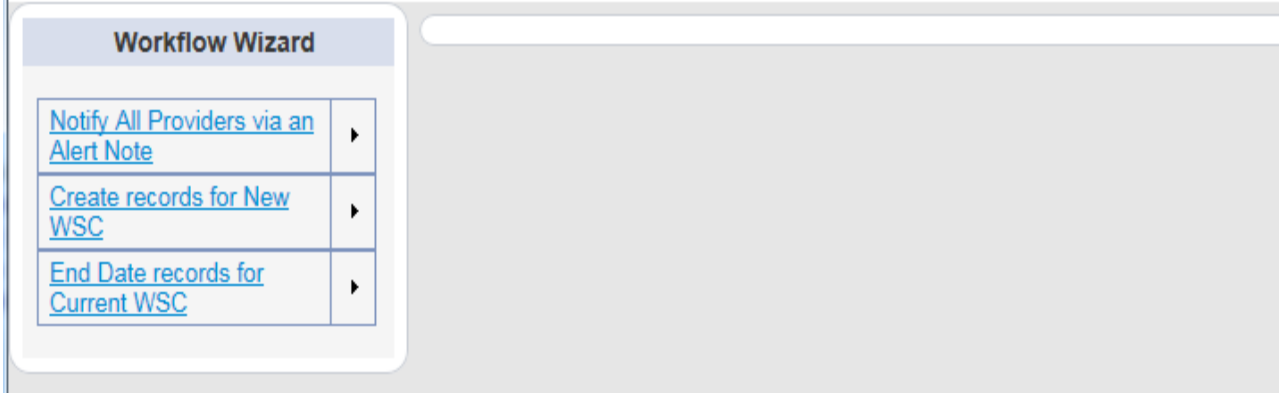 Workflow Wizard
Notify All Providers via an
Alert Note
Create records for New
WSC
End Date records for
Current WSC